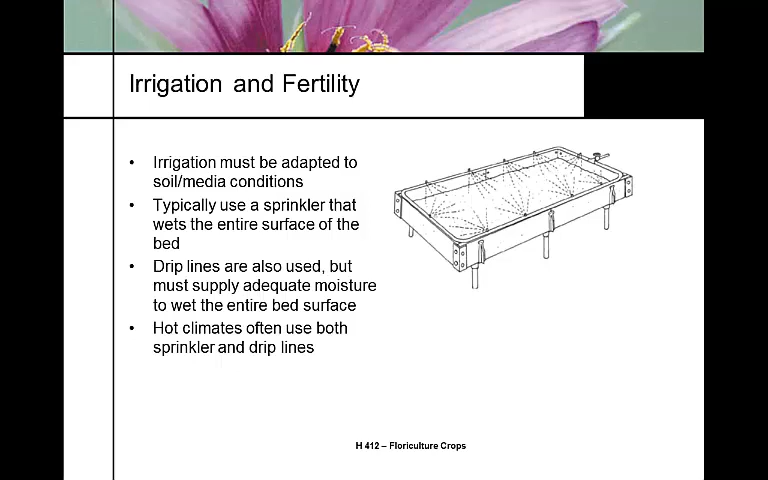 Irrigation and Fertility
• Irrigation must be adapted to
soil/media conditions
• Typically use a sprinkler that
wets the entire surface of the
bed
• Drip lines are also used, but
must supply adequate moisture
to wet the entire bed surface
• Hot climates often use both
sprinkler and drip lines
H 412 – Floriculture Crops